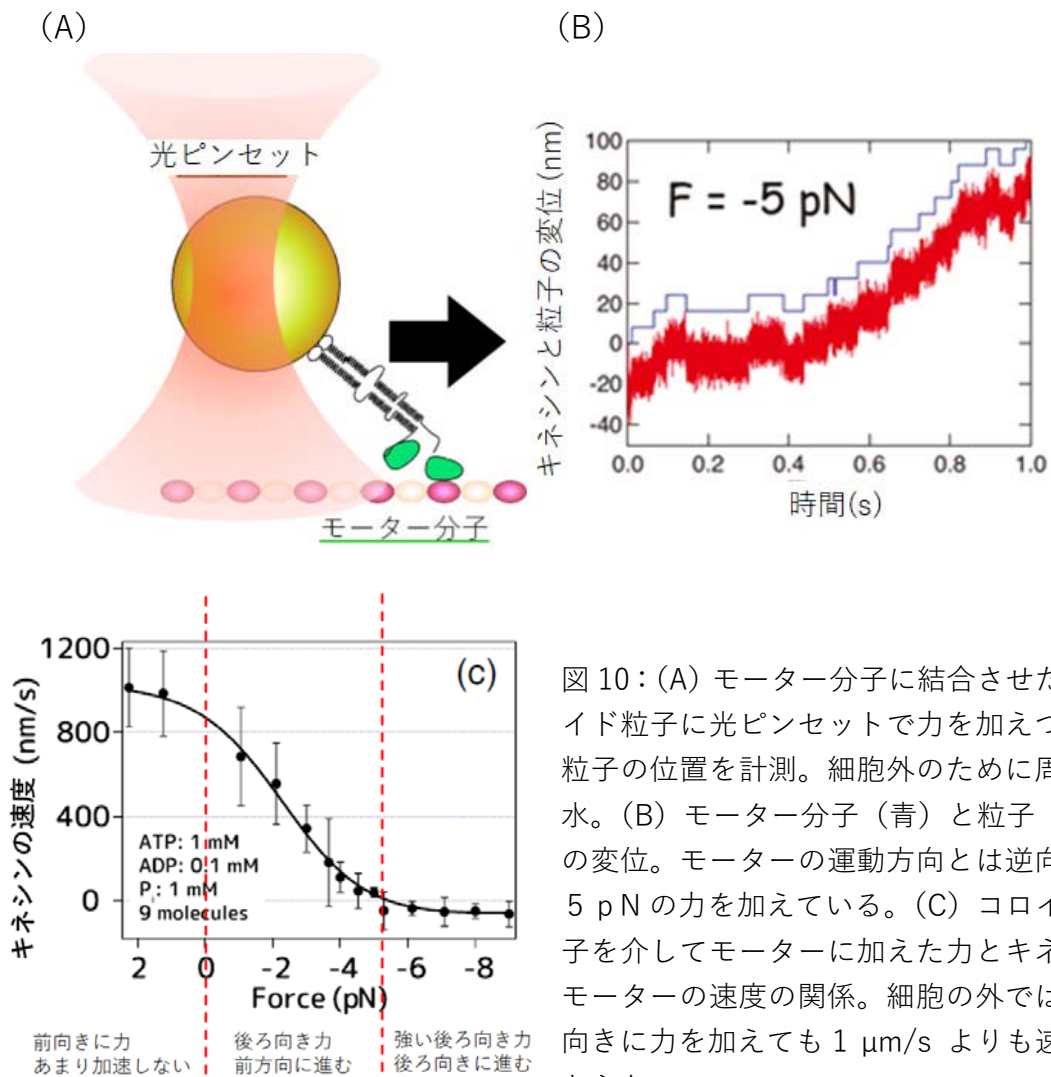 (A)
(B)
光ピンセット
モーター分子
キネシンと粒子の変位(nm)
100
80
60
40
20
0
-20
-40
F = -5 pN
0.0 0.2 0.4 0.6 0.8 1.0
時間(s)
キネシンの速度 (nm/s)
1200
800
400
0
(c)
ATP: 1 mM
ADP: 0.1 mM
Pi: 1 mM
9 molecules
2 0 -2 -4 -6 -8
Force (pN)
前向きに力
あまり加速しない
後ろ向き力
前方向に進む
強い後ろ向き力
後ろ向きに進む
図 10：(A) モーター分子に結合させた
イド粒子に光ピンセットで力を加えつ
粒子の位置を計測。細胞外のために周
水。(B) モーター分子（青）と粒子（
の変位。モーターの運動方向とは逆向
５ｐＮの力を加えている。(C) コロイ
子を介してモーターに加えた力とキネ
モーターの速度の関係。細胞の外では
向きに力を加えても 1 μm/s よりも速